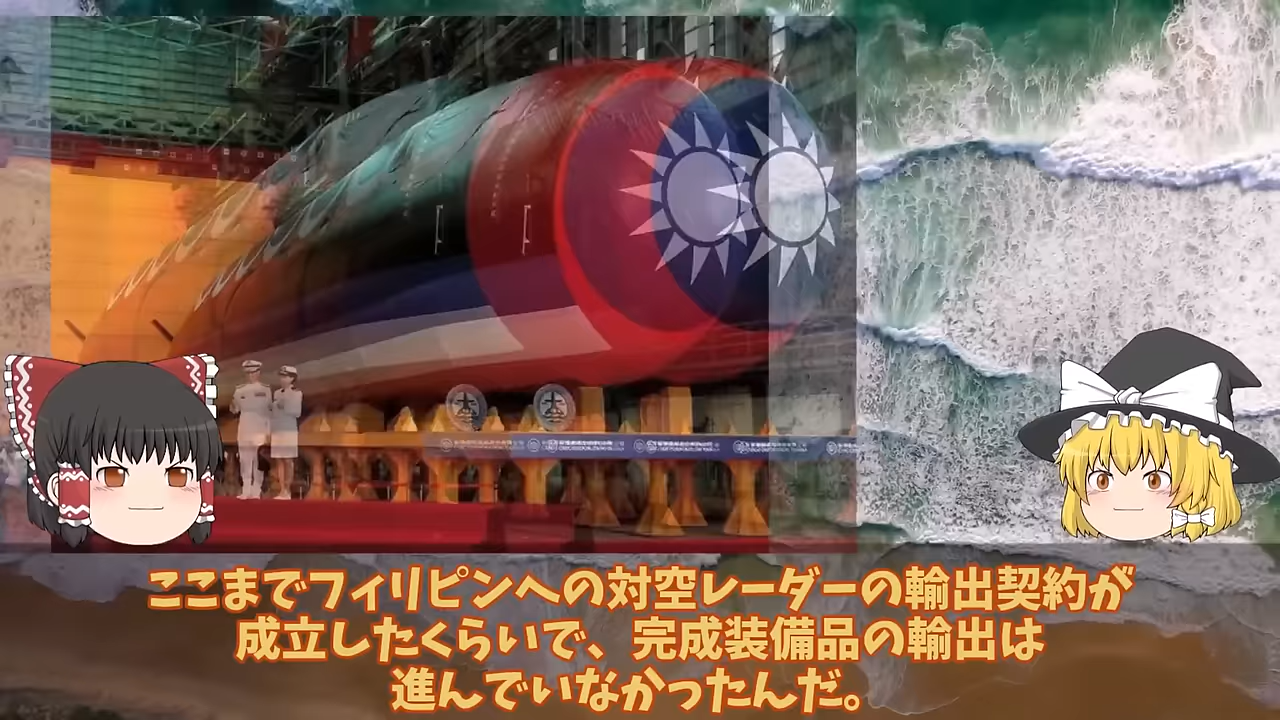 ここまでフィリピンへの対空レーダーの輸出契約が
成立したくらいで、完成装備品の輸出は
進んでいなかったんだ。